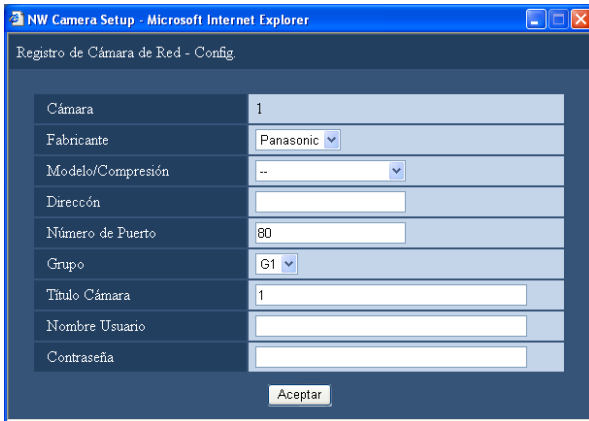 NW Camera Setup - Microsoft Internet Explorer
Registro de Cámara de Red - Config.
Cámara 1
Fabricante Panasonic
Modelo/Compresión --
Direccón
Número de Puerto 80
Grupo G1
Título Cámara 1
Nombre Usuario
Contraseña
Aceptar